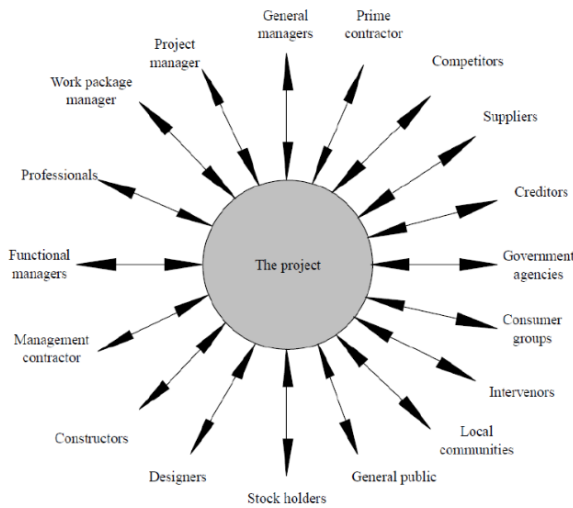 General
managers
Prime
contractor
Competitors
Suppliers
Creditors
Government
agencies
Consumer
groups
Intervenors
Local
communities
General public
Stock holders
Designers
Constructors
Management
contractor
Functional
managers
Professionals
Work package
manager
Project
manager
The project